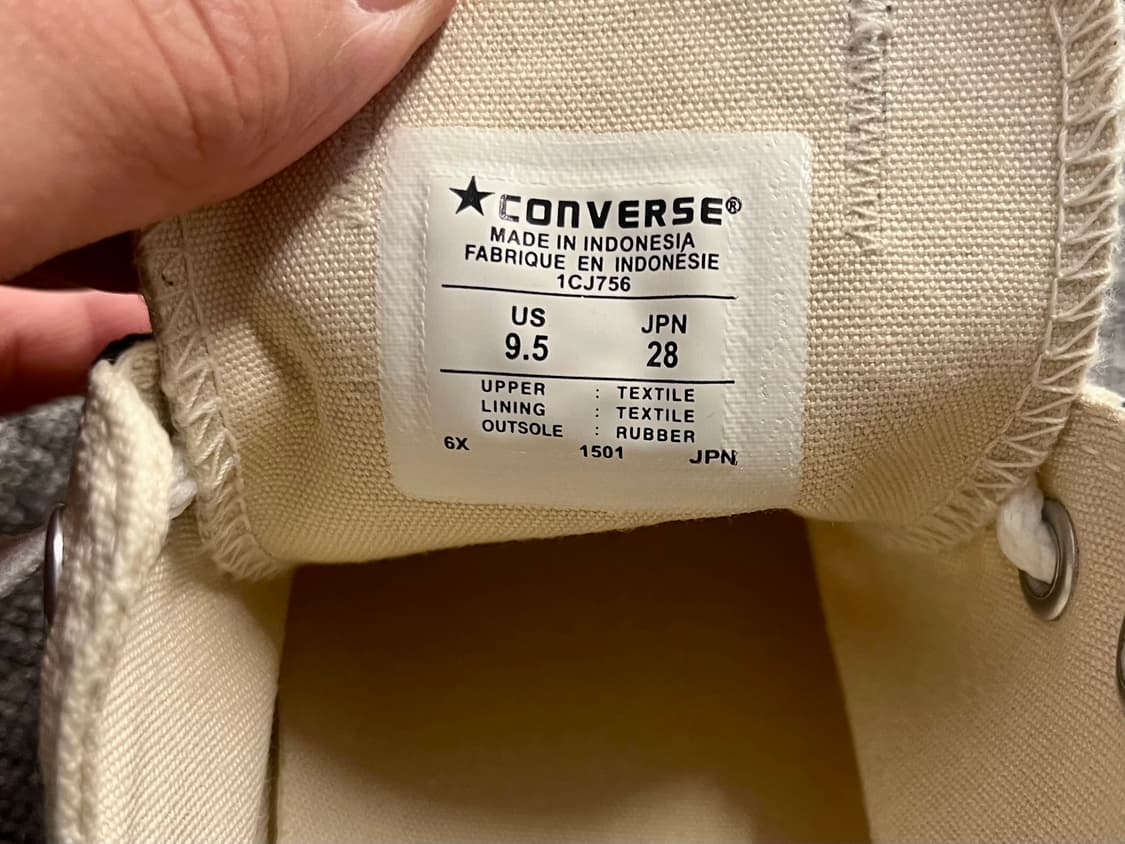 ★CONVERSE®
MADE IN INDONESIA
FABRIQUE EN INDONÉSIE
1CJ756
US JPN
9.5 28
UPPER : TEXTILE
LINING : TEXTILE
OUTSOLE : RUBBER
6X 1501 JPN